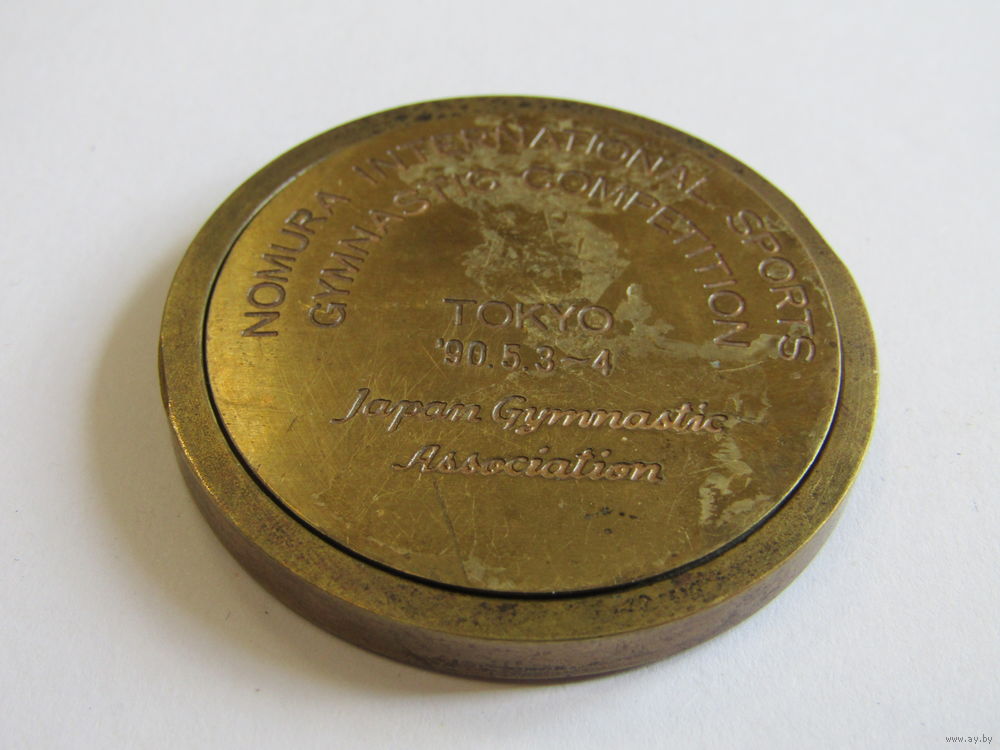 NOMURA INTERNATIONAL SPORTS
GYMNASTIC COMPETITION
TOKYO
'90.5.3~4
Japan Gymnastic
Association
www.ay.by